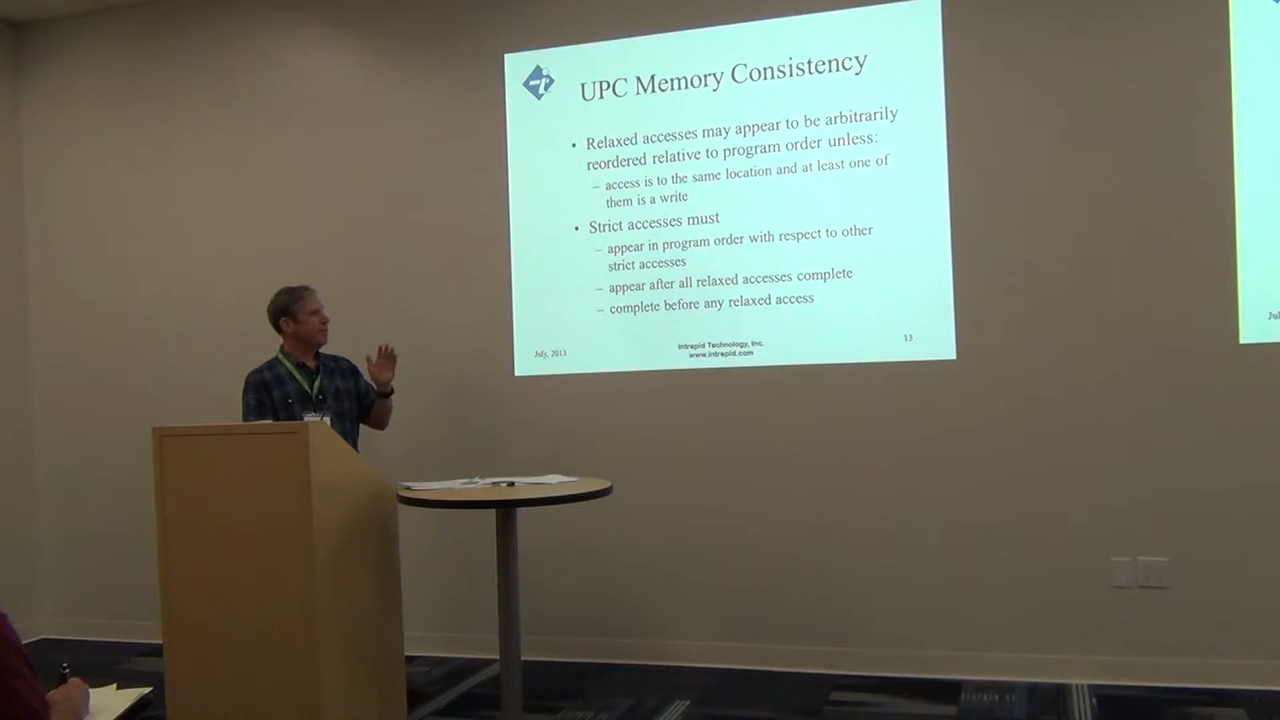 UPC Memory Consistency
• Relaxed accesses may appear to be arbitrarily
reordered relative to program order unless:
– access is to the same location and at least one of
them is a write
• Strict accesses must
– appear in program order with respect to other
strict accesses
– appear after all relaxed accesses complete
– complete before any relaxed access
July, 2013
Intrepid Technology, Inc.
www.intrepid.com
13
Jul